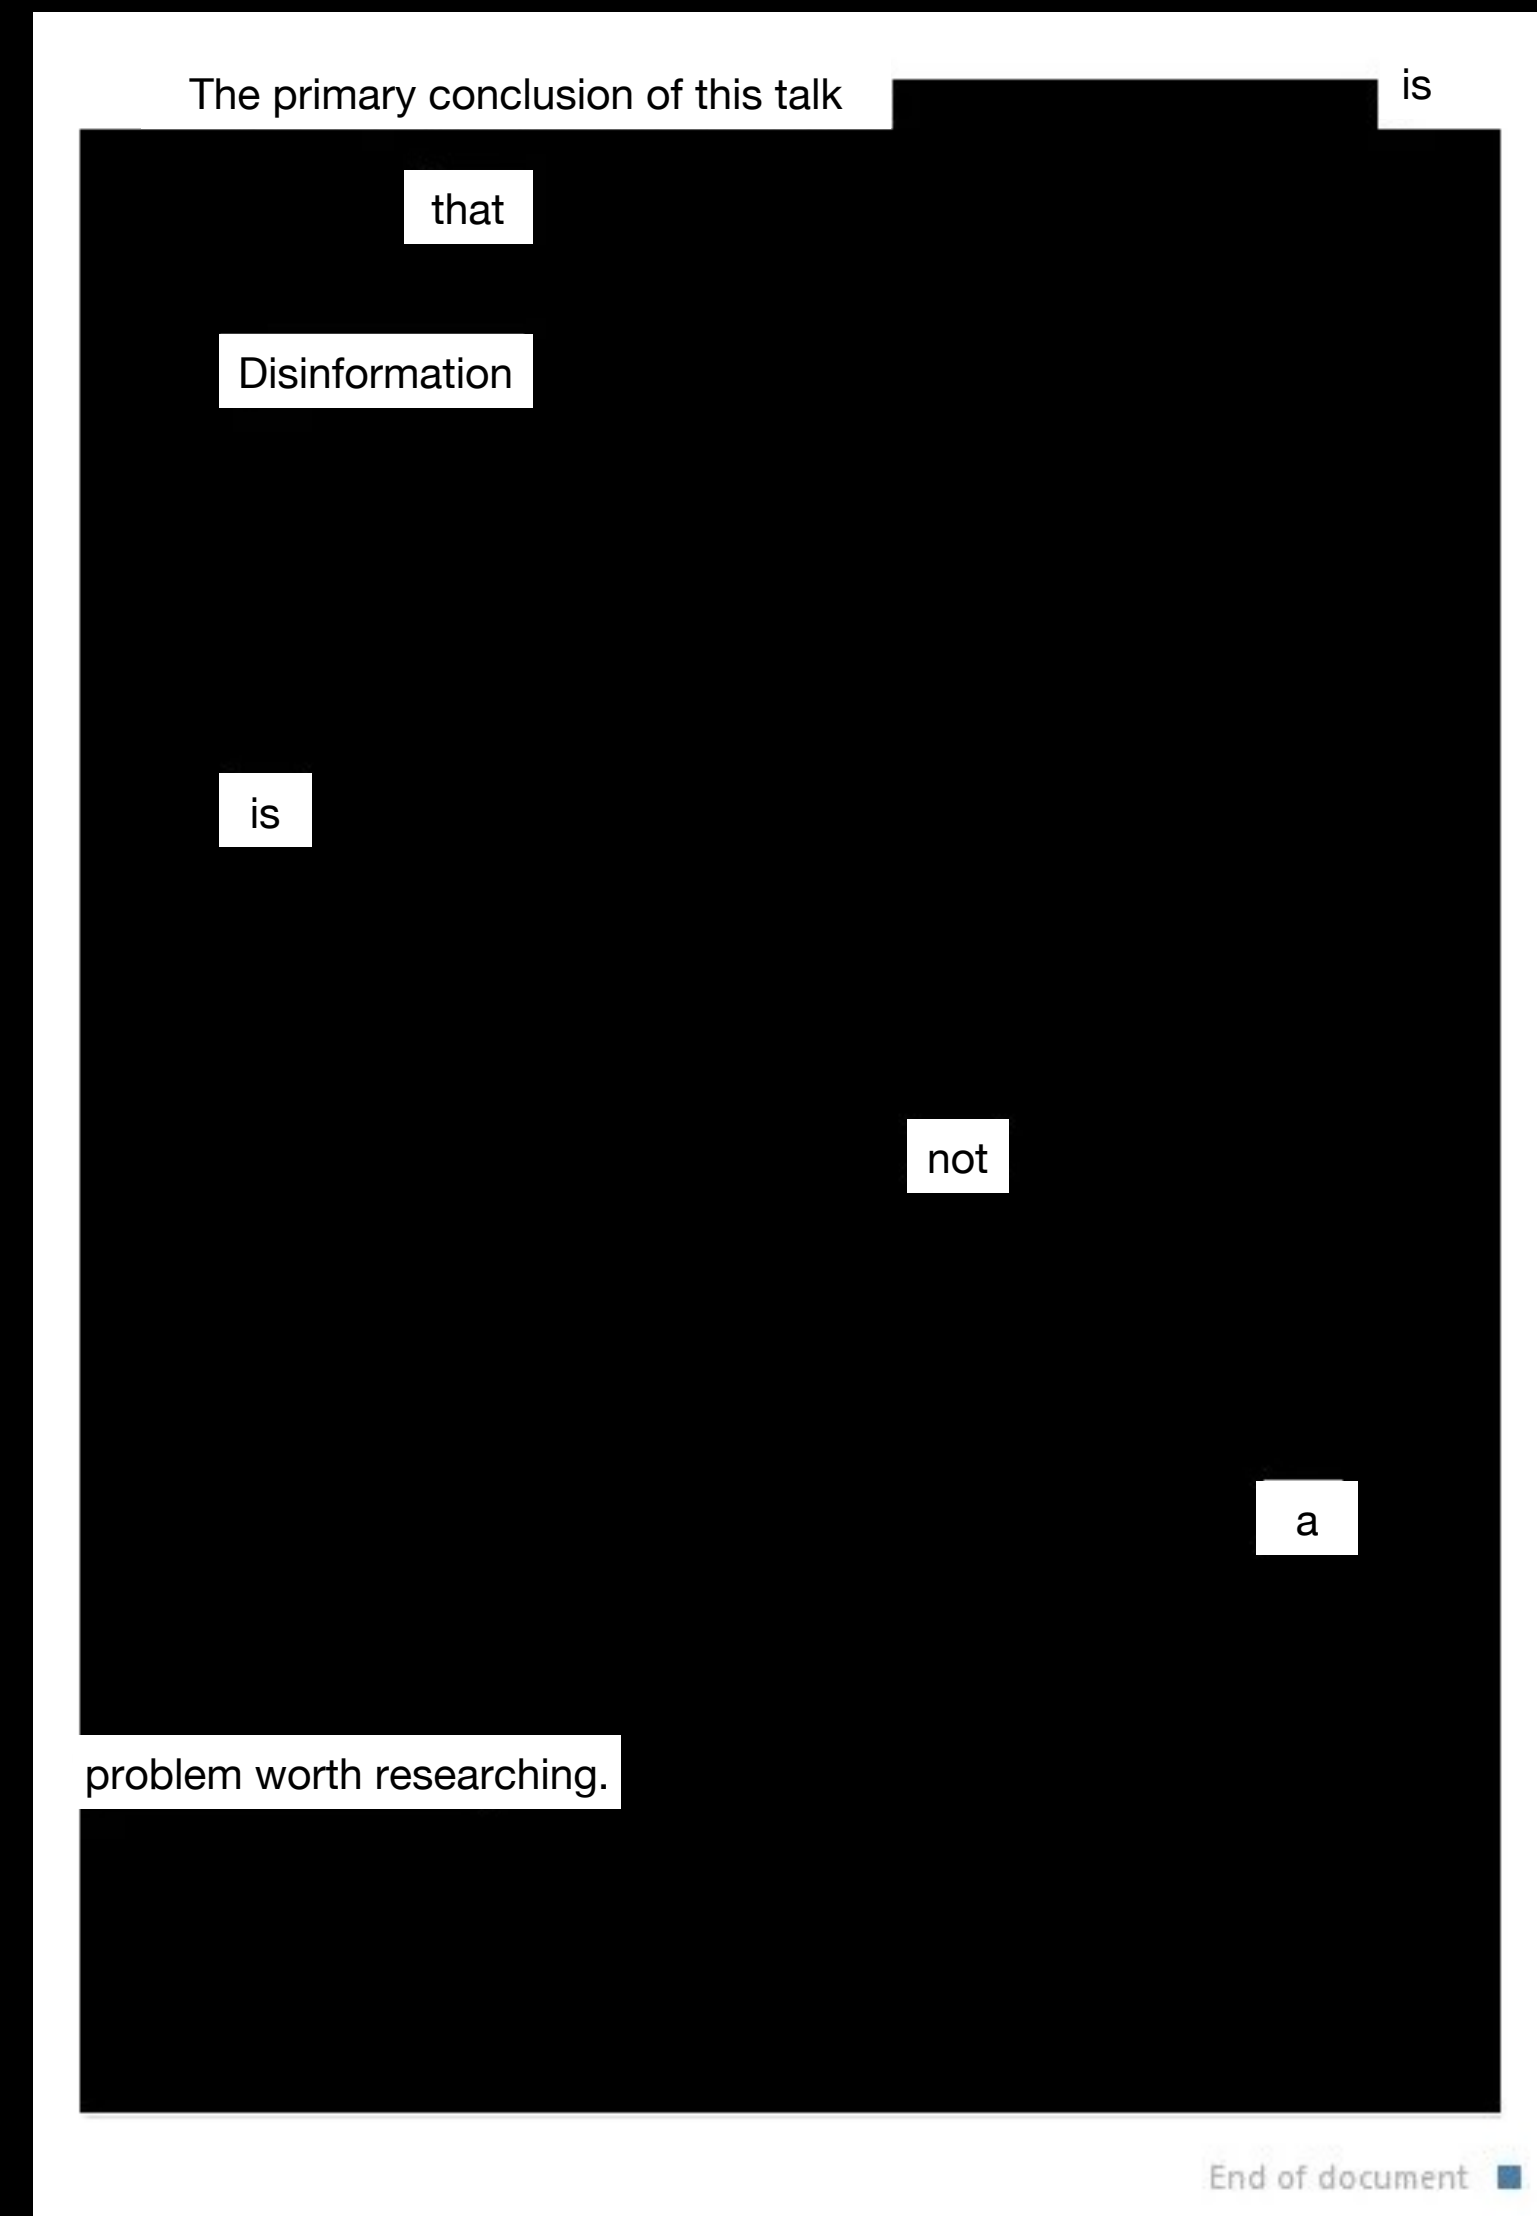 The primary conclusion of this talk is
that
Disinformation
is
not
a
problem worth researching.
End of document